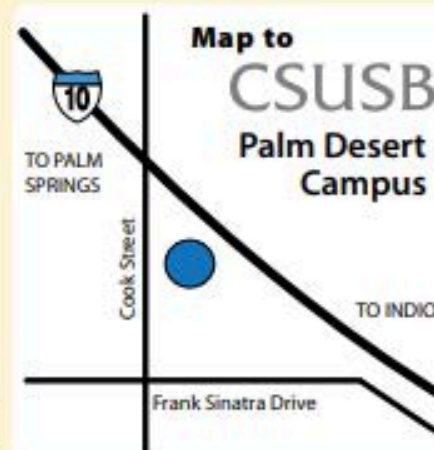 Map to
CSUSB
Palm Desert
Campus
10
TO PALM
SPRINGS
Cook Street
TO INDIO
Frank Sinatra Drive